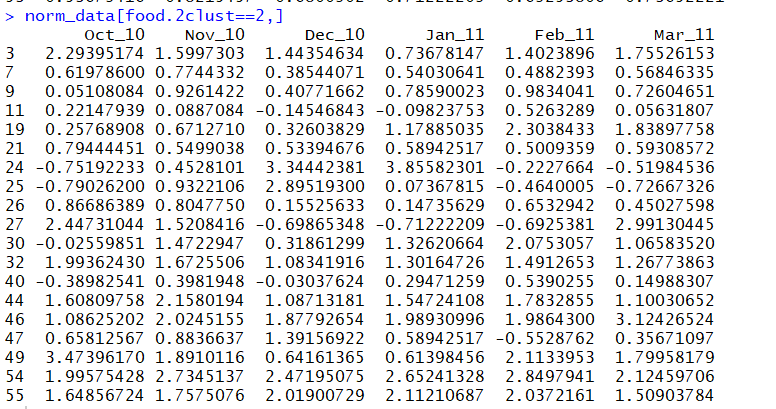 > norm_data[food.2clust==2,]
Oct_10 Nov_10 Dec_10 Jan_11 Feb_11 Mar_11
3 2.29395174 1.5997303 1.44354634 0.73678147 1.4023896 1.75526153
7 0.61978600 0.7744332 0.38544071 0.54030641 0.4882393 0.56846335
9 0.05108084 0.9261422 0.40771662 0.78590023 0.9834041 0.72604651
11 0.22147939 0.0887084 -0.14546843 -0.09823753 0.5263289 0.05631807
19 0.25768908 0.6712710 0.32603829 1.17885035 2.3038433 1.83897758
21 0.79444451 0.5499038 0.53394676 0.58942517 0.5009359 0.59308572
24 -0.75192233 0.4528101 3.34442381 3.85582301 -0.2227664 -0.51984536
25 -0.79026200 0.9322106 2.89519300 0.07367815 -0.4640005 -0.72667326
26 0.86686389 0.8047750 0.15525633 0.14735629 0.6532942 0.45027598
27 2.44731044 1.5208416 -0.69865348 -0.71222209 -0.6925381 2.99130445
30 -0.02559851 1.4722947 0.31861299 1.32620664 2.0753057 1.06583520
32 1.99362430 1.6725506 1.08341916 1.30164726 1.4912653 1.26773863
40 -0.38982541 0.3981948 -0.03037624 0.29471259 0.5390255 0.14988307
44 1.60809758 2.1580194 1.08713181 1.54724108 1.7832855 1.10030652
46 1.08625202 2.0245155 1.87792654 1.98930996 1.9864300 3.12426524
47 0.65812567 0.8836637 1.39156922 0.58942517 -0.5528762 0.35671097
49 3.47396170 1.8910116 0.64161365 0.61398456 2.1133953 1.79958179
54 1.99575428 2.7345137 2.47195075 2.65241328 2.8497941 2.12459706
55 1.64856724 1.7575076 2.01900729 2.11210687 2.0372161 1.50903784